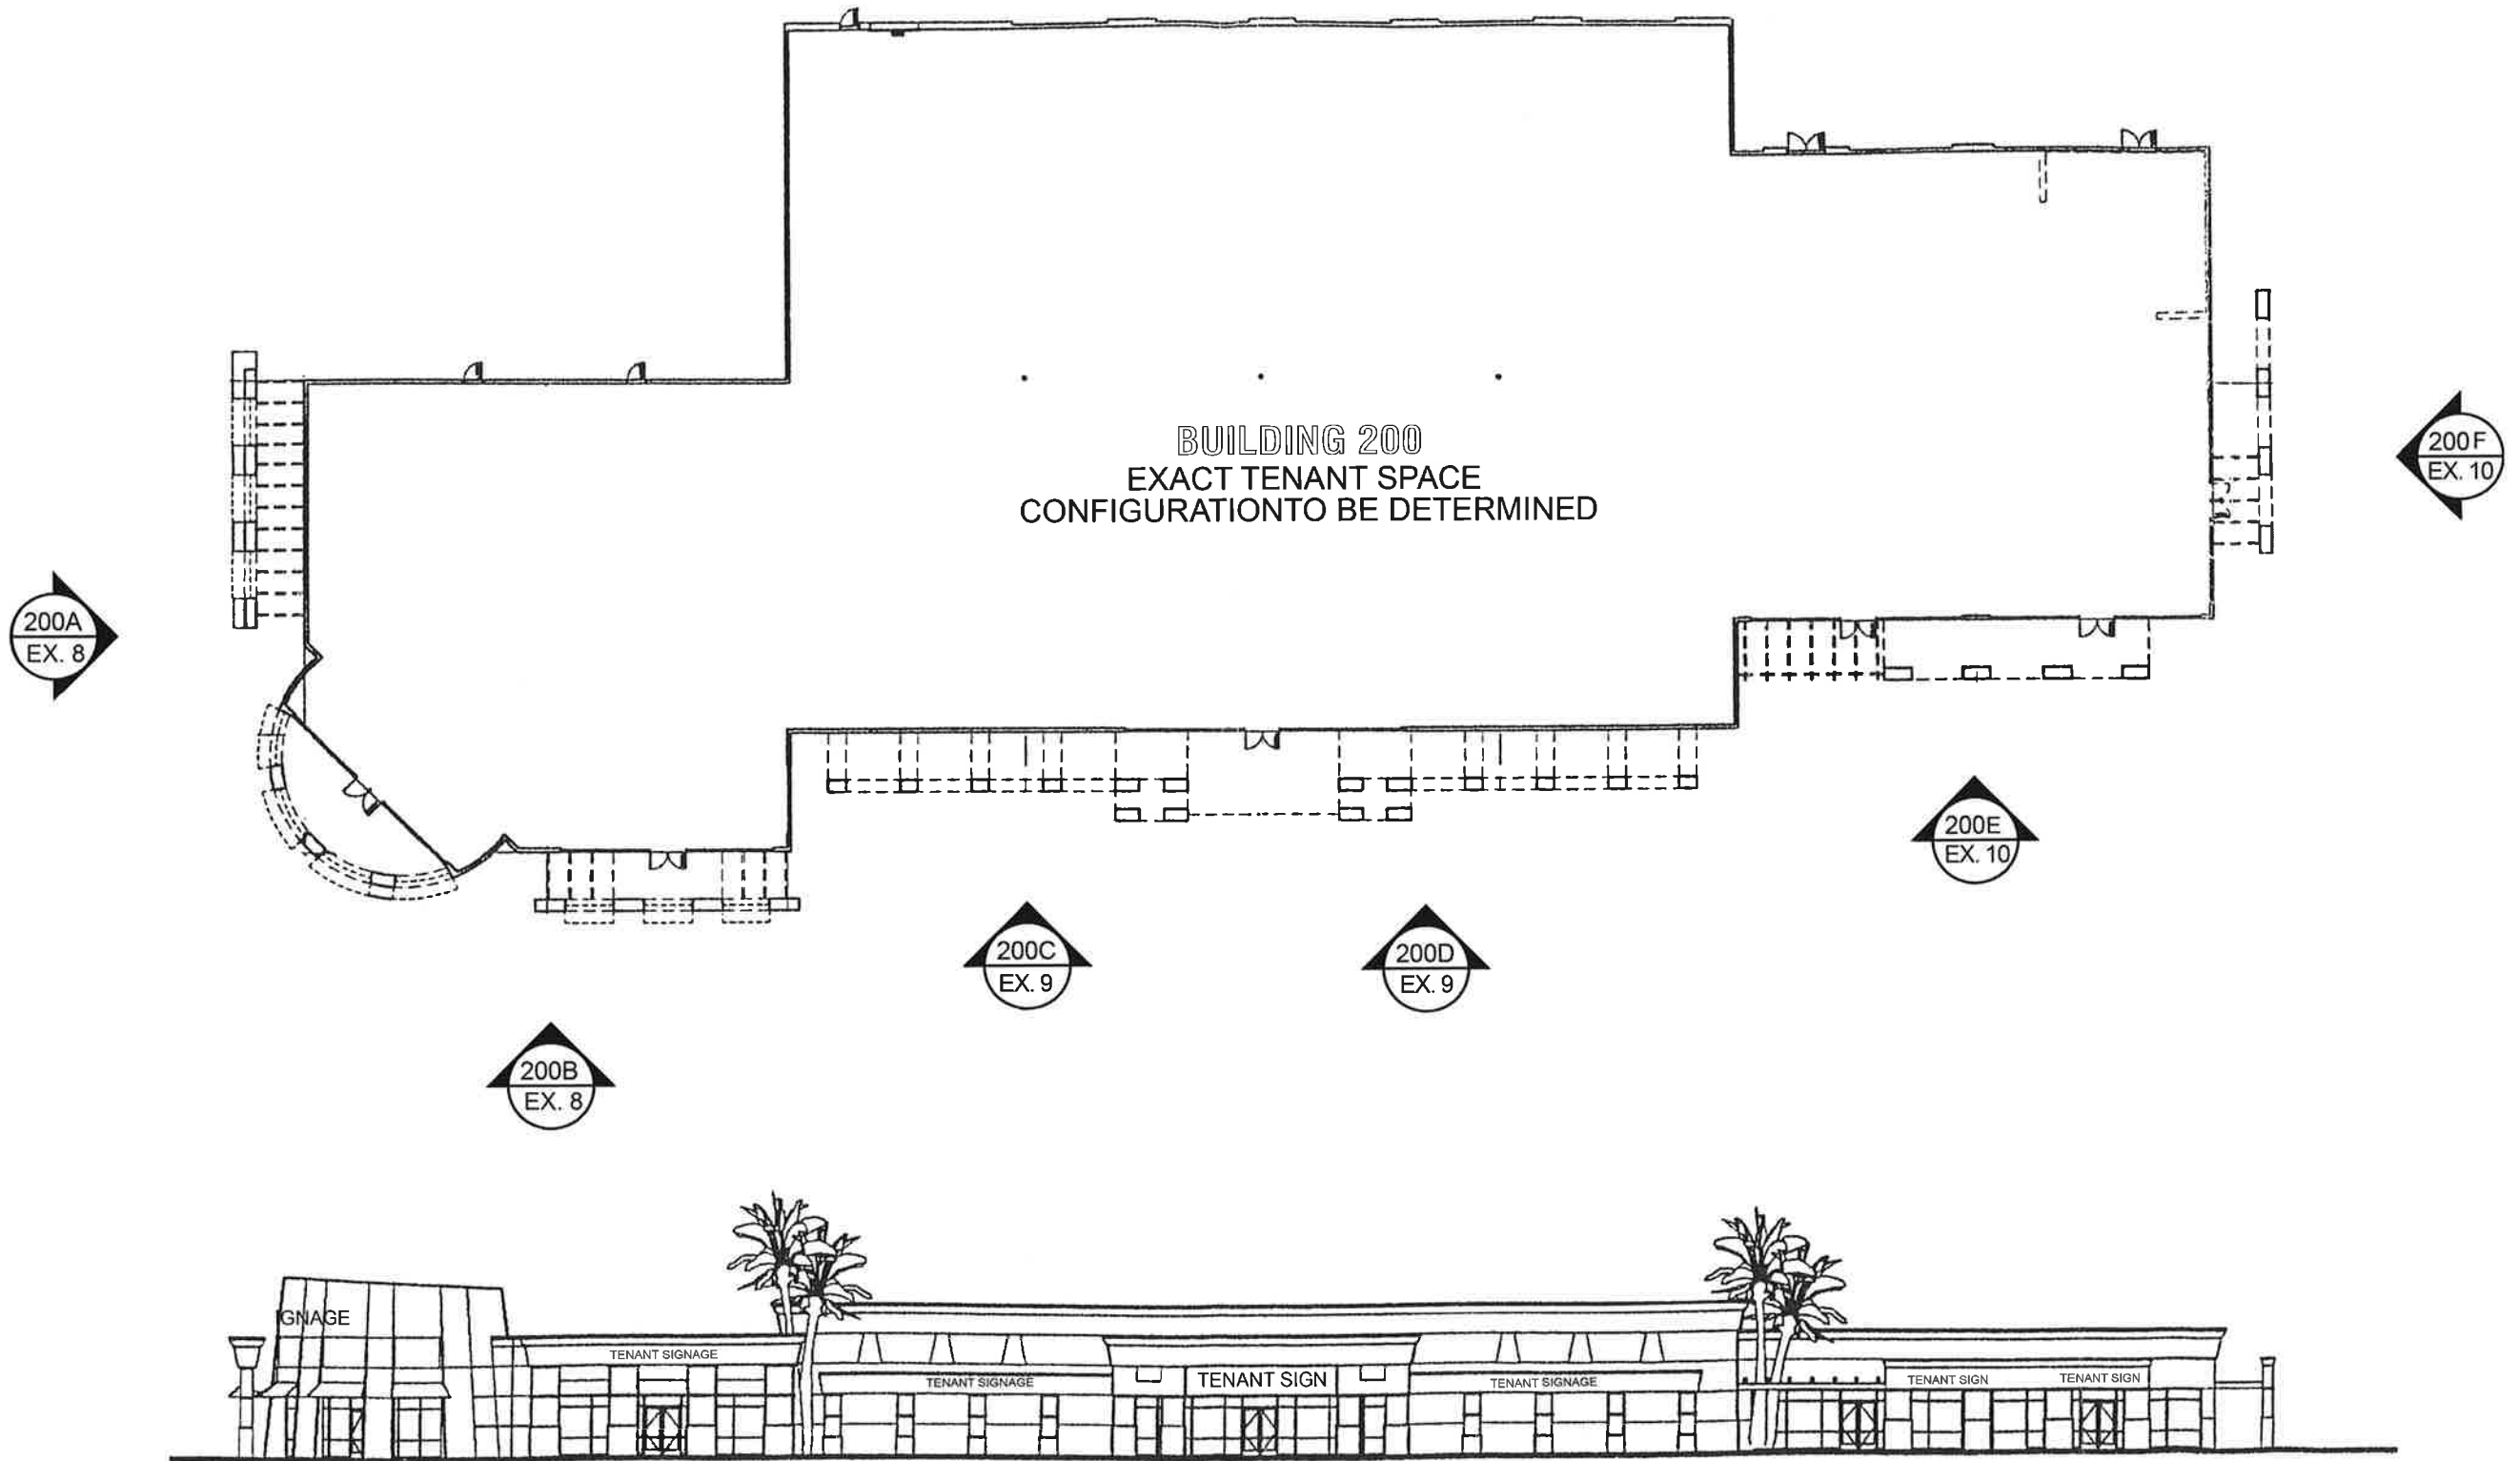 BUILDING 200
EXACT TENANT SPACE
CONFIGURATIONTO BE DETERMINED
200F
EX. 10
200A
EX. 8
200E
EX. 10
200C
EX. 9
200D
EX. 9
200B
EX. 8
IGNAGE
TENANT SIGNAGE
TENANT SIGNAGE
TENANT SIGN
TENANT SIGNAGE
TENANT SIGN
TENANT SIGN